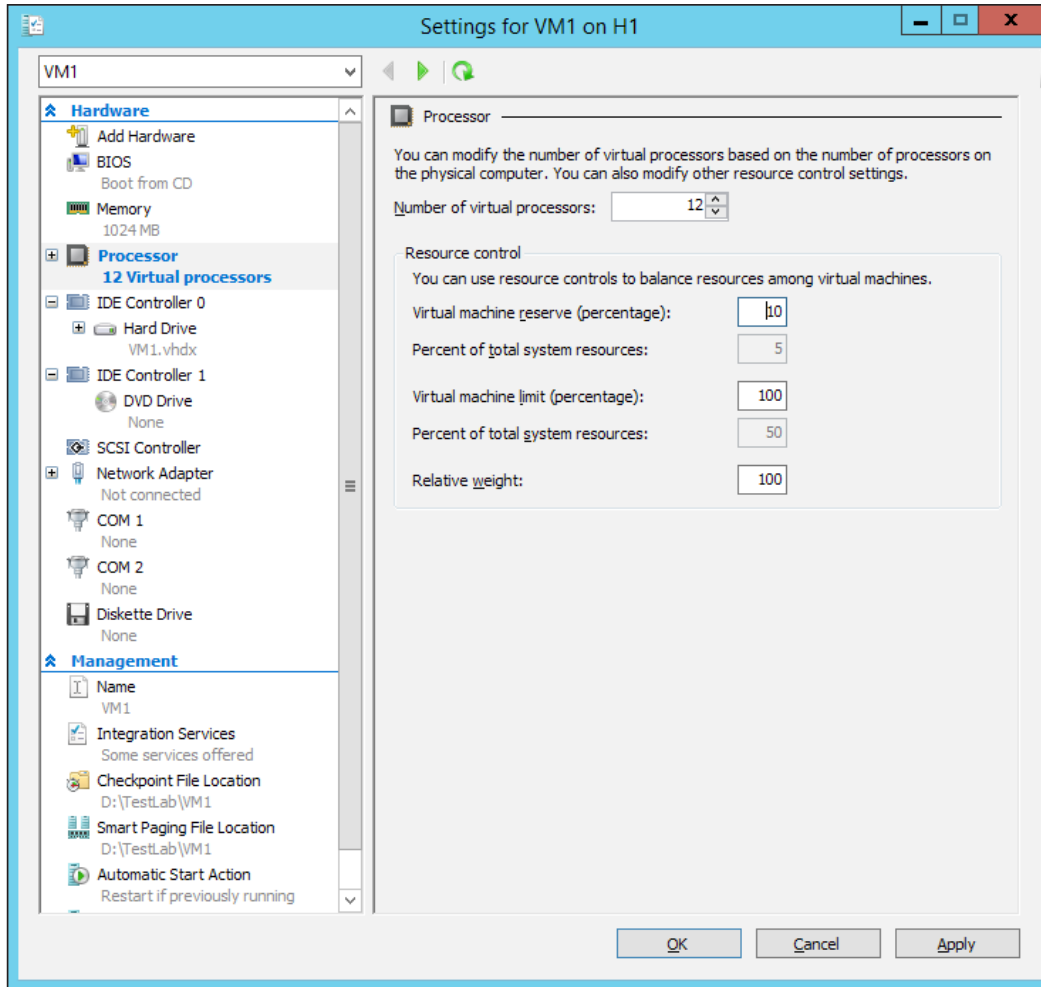 Settings for VM1 on H1
VM1
Hardware
Add Hardware
BIOS
Boot from CD
Memory
1024 MB
Processor
12 Virtual processors
IDE Controller 0
Hard Drive
VM1.vhdx
IDE Controller 1
DVD Drive
None
SCSI Controller
Network Adapter
Not connected
COM 1
None
COM 2
None
Diskette Drive
None
Management
Name
VM1
Integration Services
Some services offered
Checkpoint File Location
D:\TestLab\VM1
Smart Paging File Location
D:\TestLab\VM1
Automatic Start Action
Restart if previously running
Processor
You can modify the number of virtual processors based on the number of processors on
the physical computer. You can also modify other resource control settings.
Number of virtual processors: 12
Resource control
You can use resource controls to balance resources among virtual machines.
Virtual machine reserve (percentage): 10
Percent of total system resources: 5
Virtual machine limit (percentage): 100
Percent of total system resources: 50
Relative weight: 100
OK Cancel Apply